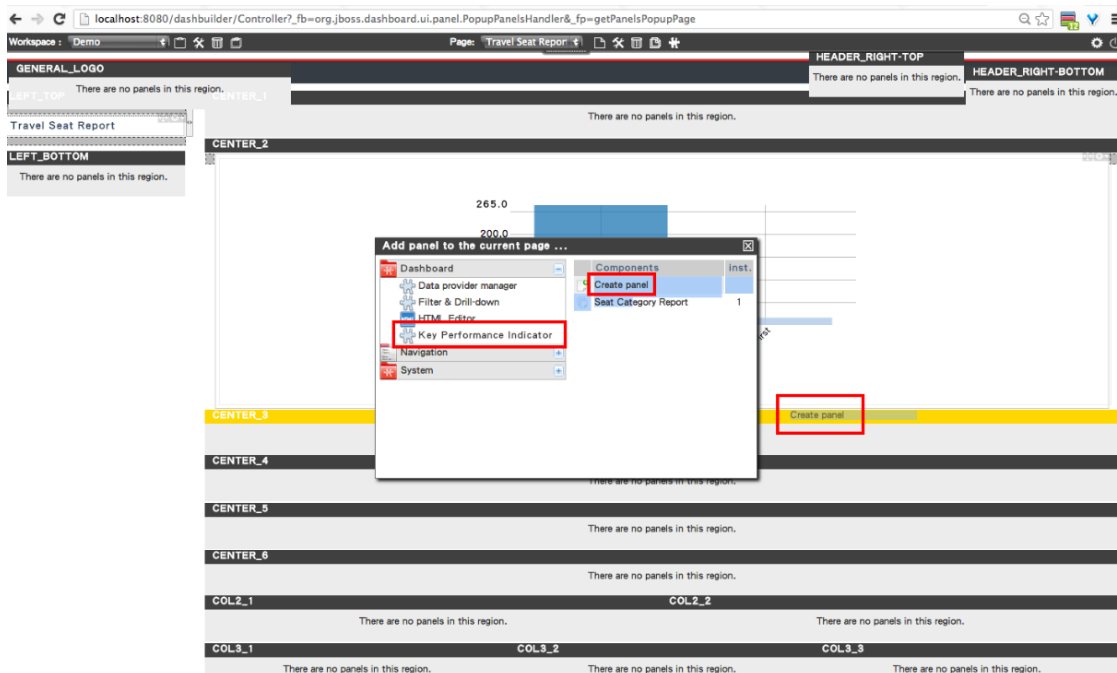 localhost:8080/dashbuilder/Controller?_fb=org.jboss.dashboard.ui.panel.PopupPanelsHandler&_fp=getPanelsPopupPage
Workspace : Demo Page: Travel Seat Repor
HEADER_RIGHT-TOP
GENERAL_LOGO
There are no panels in this region.
HEADER_RIGHT-BOTTOM
There are no panels in this region.
There are no panels in this region.
LEFT_TOP CENTER_1
There are no panels in this region.
Travel Seat Report
CENTER_2
LEFT_BOTTOM
There are no panels in this region.
265.0
200.0
Add panel to the current page ...
Dashboard
Data provider manager
Filter & Drill-down
HTML Editor
Key Performance Indicator
Navigation
System
Components inst.
Create panel
Seat Category Report 1
CENTER_3
Create panel
CENTER_4
There are no panels in this region.
CENTER_5
There are no panels in this region.
CENTER_6
There are no panels in this region.
COL2_1 COL2_2
There are no panels in this region. There are no panels in this region.
COL3_1 COL3_2 COL3_3
There are no panels in this region. There are no panels in this region. There are no panels in this region.